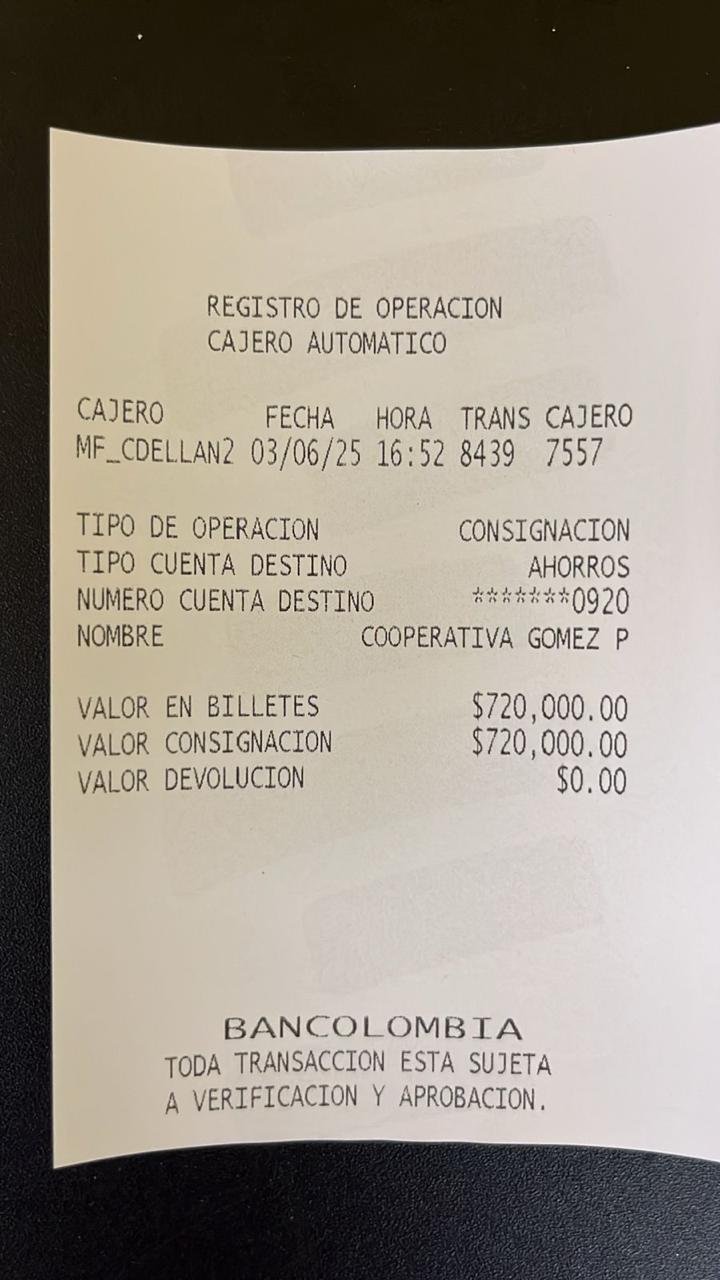 REGISTRO DE OPERACION
CAJERO AUTOMATICO
CAJERO FECHA HORA TRANS CAJERO
MF_CDELLAN2 03/06/25 16:52 8439 7557
TIPO DE OPERACION CONSIGNACION
TIPO CUENTA DESTINO AHORROS
NUMERO CUENTA DESTINO *******0920
NOMBRE COOPERATIVA GOMEZ P
VALOR EN BILLETES $720,000.00
VALOR CONSIGNACION $720,000.00
VALOR DEVOLUCION $0.00
BANCOLOMBIA
TODA TRANSACCION ESTA SUJETA
A VERIFICACION Y APROBACION.